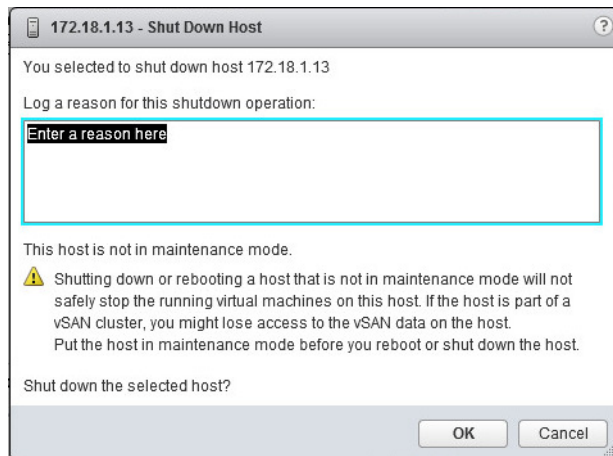 172.18.1.13 - Shut Down Host
?
You selected to shut down host 172.18.1.13
Log a reason for this shutdown operation:
Enter a reason here
This host is not in maintenance mode.
Shutting down or rebooting a host that is not in maintenance mode will not
safely stop the running virtual machines on this host. If the host is part of a
vSAN cluster, you might lose access to the vSAN data on the host.
Put the host in maintenance mode before you reboot or shut down the host.
Shut down the selected host?
OK
Cancel